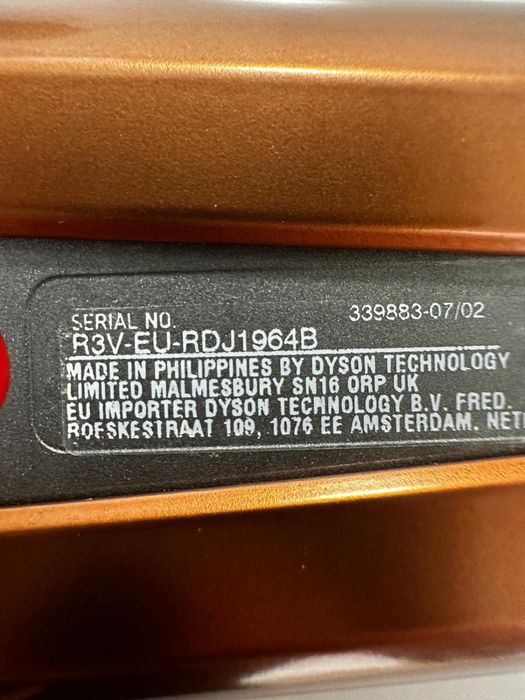 SERIAL NO
339883-07/02
R3V-EU-RDJ1964B
MADE IN PHILIPPINES BY DYSON TECHNOLOGY
LIMITED MALMESBURY SN16 0RP UK
EU IMPORTER DYSON TECHNOLOGY B.V. FRED.
ROESKESTRAAT 109, 1076 EE AMSTERDAM. NETH